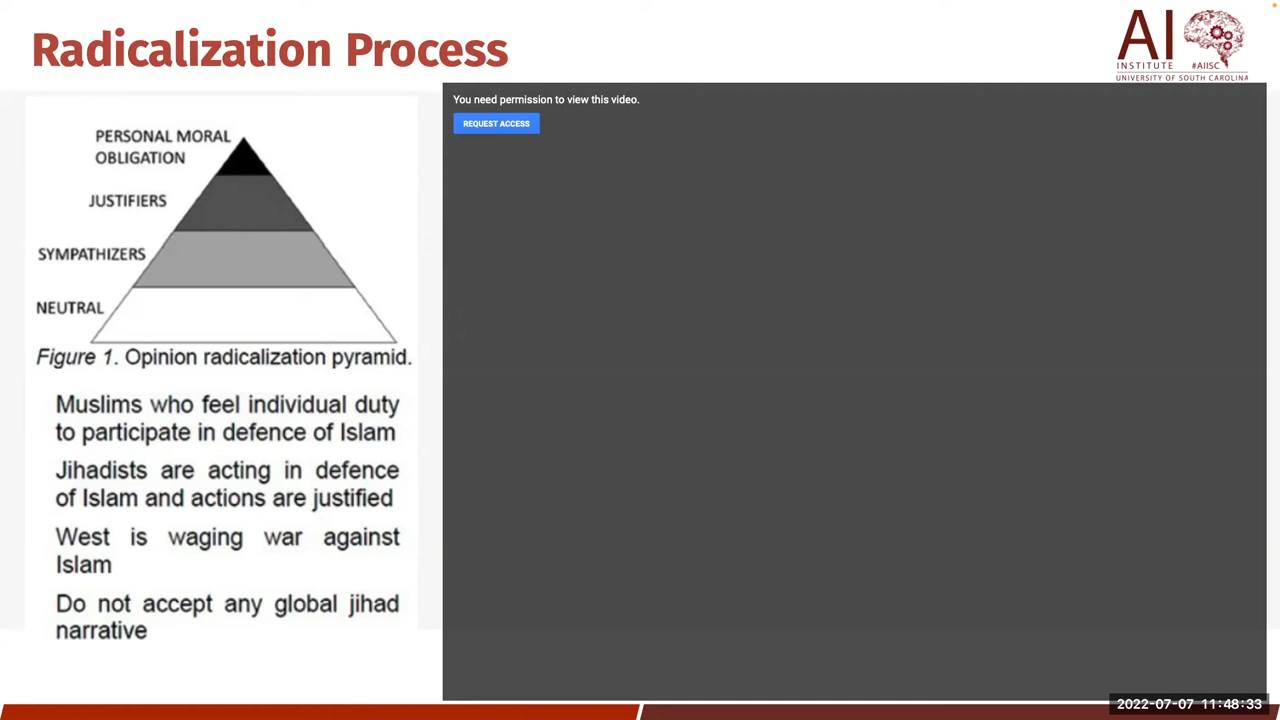 Radicalization Process
AI
INSTITUTE #AIISC
UNIVERSITY OF SOUTH CAROLINA
You need permission to view this video.
REQUEST ACCESS
PERSONAL MORAL
OBLIGATION
JUSTIFIERS
SYMPATHIZERS
NEUTRAL
Figure 1. Opinion radicalization pyramid.
Muslims who feel individual duty
to participate in defence of Islam
Jihadists are acting in defence
of Islam and actions are justified
West is waging war against
Islam
Do not accept any global jihad
narrative
2022-07-07 11:48:33